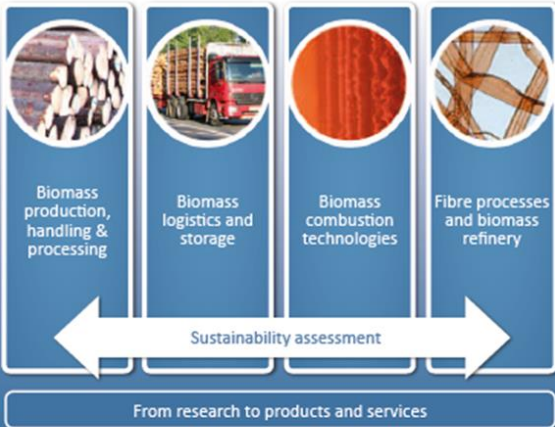 Biomass
production,
handling &
processing
Biomass
logistics and
storage
Biomass
combustion
technologies
Fibre processes
and biomass
refinery
Sustainability assessment
From research to products and services